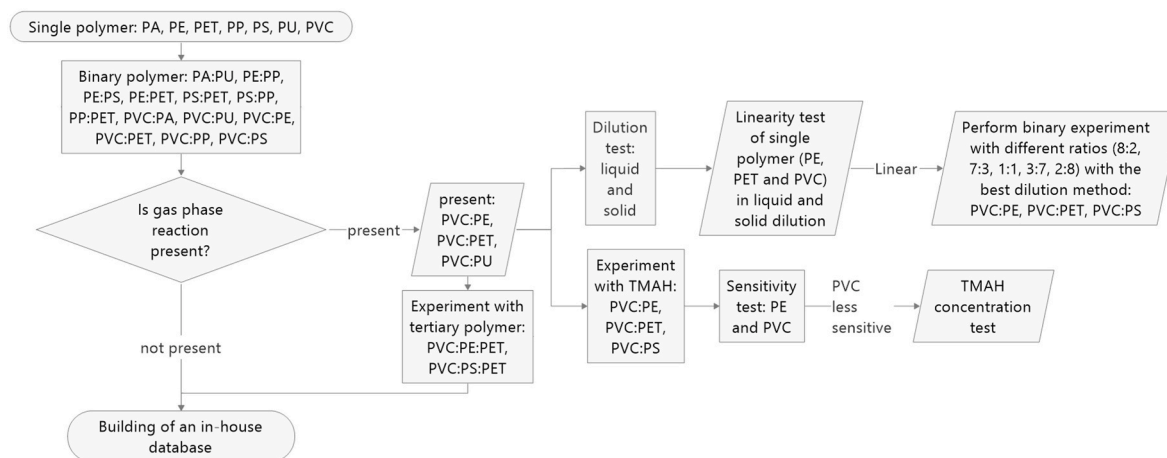 Single polymer: PA, PE, PET, PP, PS, PU, PVC
Binary polymer: PA:PU, PE:PP,
PE:PS, PE:PET, PS:PET, PS:PP,
PP:PET, PVC:PA, PVC:PU, PVC:PE,
PVC:PET, PVC:PP, PVC:PS
Is gas phase
reaction
present?
present
present:
PVC:PE,
PVC:PET,
PVC:PU
Dilution
test:
liquid
and
solid
Linearity test
of single
polymer (PE,
PET and PVC)
in liquid and
solid dilution
Linear
Perform binary experiment
with different ratios (8:2,
7:3, 1:1, 3:7, 2:8) with the
best dilution method:
PVC:PE, PVC:PET, PVC:PS
Experiment
with TMAH:
PVC:PE,
PVC:PET,
PVC:PS
Sensitivity
test: PE
and PVC
PVC
less
sensitive
TMAH
concentration
test
Experiment with
tertiary polymer:
PVC:PE:PET,
PVC:PS:PET
not present
Building of an in-house
database